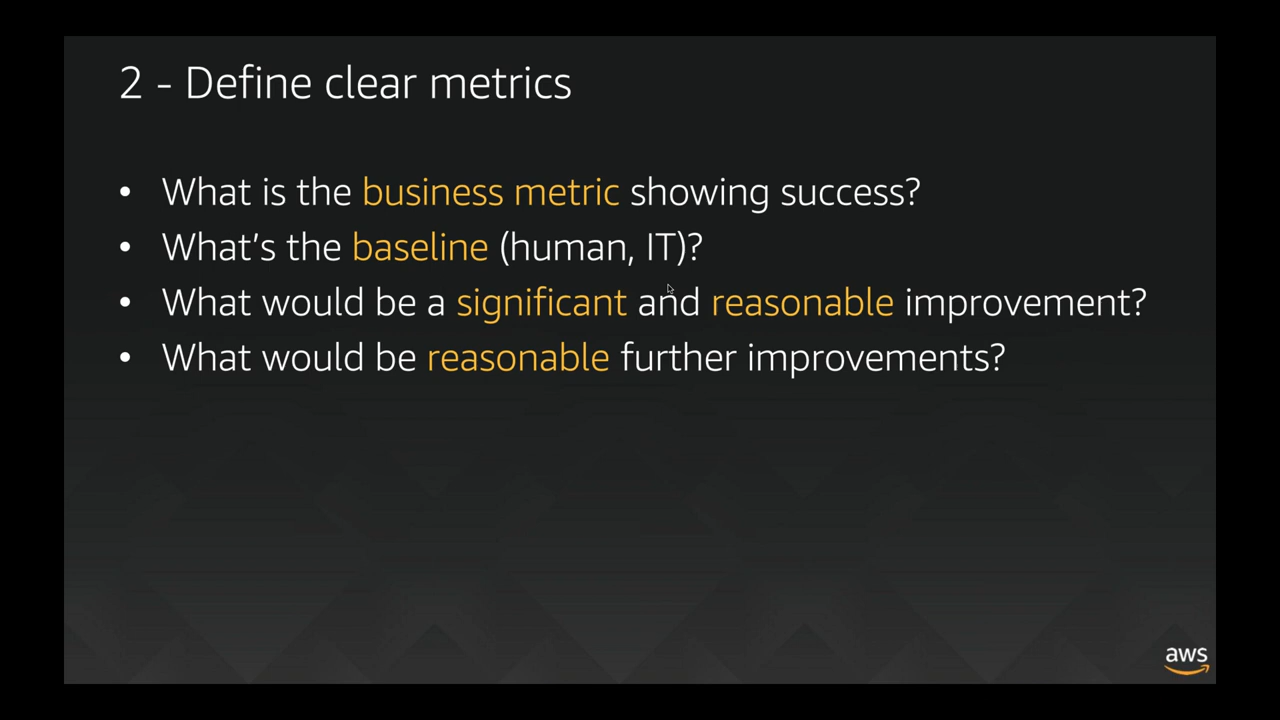 2 - Define clear metrics
• What is the business metric showing success?
• What's the baseline (human, IT)?
• What would be a significant and reasonable improvement?
• What would be reasonable further improvements?
aws